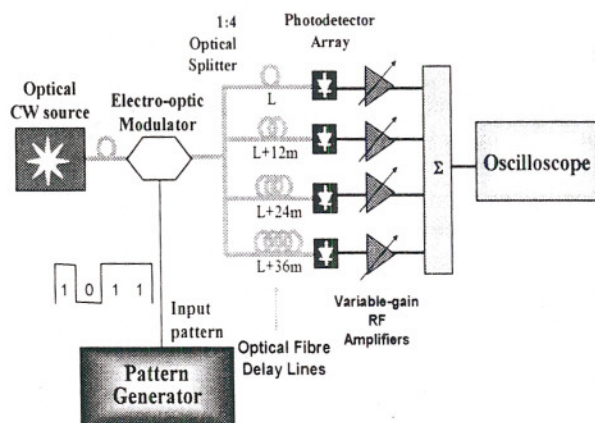 1:4
Optical
Splitter
Photodetector
Array
Optical
CW source
Electro-optic
Modulator
L
L+12m
L+24m
L+36m
Σ
Oscilloscope
1 0 1 1
Input
pattern
Pattern
Generator
Optical Fibre
Delay Lines
Variable-gain
RF
Amplifiers